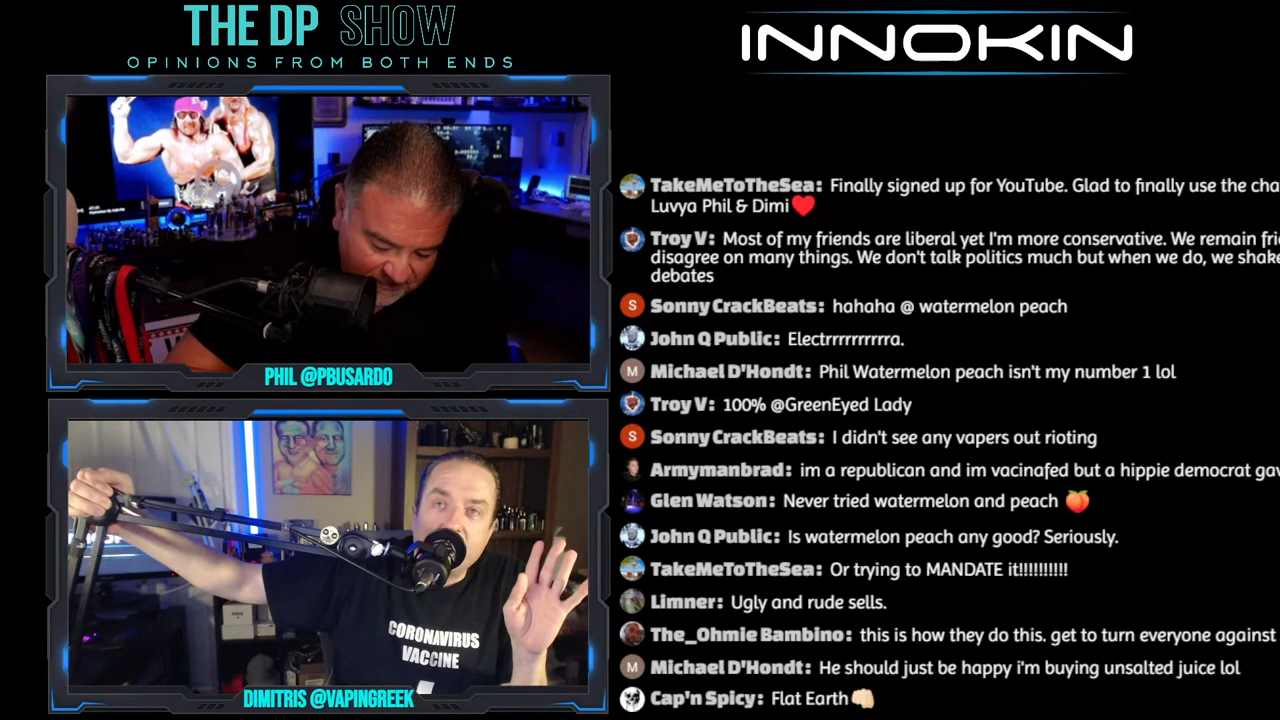 THE DP SHOW
OPINIONS FROM BOTH ENDS
INNOKIN
PHIL @PBUSARDO
CORONAVIRUS
VACCINE
DIMITRIS @VAPINGREEK
TakeMeToTheSea: Finally signed up for YouTube. Glad to finally use the cha
Luvya Phil & Dimi❤️
Troy V: Most of my friends are liberal yet I'm more conservative. We remain frie
disagree on many things. We don't talk politics much but when we do, we shake
debates
S
Sonny CrackBeats: hahaha @ watermelon peach
John Q Public: Electrrrrrrrrrra.
M
Michael D'Hondt: Phil Watermelon peach isn't my number 1 lol
Troy V: 100% @GreenEyed Lady
S
Sonny CrackBeats: I didn't see any vapers out rioting
Armymanbrad: im a republican and im vacinafed but a hippie democrat gav
Glen Watson: Never tried watermelon and peach 🍑
John Q Public: Is watermelon peach any good? Seriously.
TakeMeToTheSea: Or trying to MANDATE it!!!!!!!!!!
Limner: Ugly and rude sells.
The_Ohmie Bambino: this is how they do this. get to turn everyone against
M
Michael D'Hondt: He should just be happy i'm buying unsalted juice lol
Cap'n Spicy: Flat Earth👊🏻